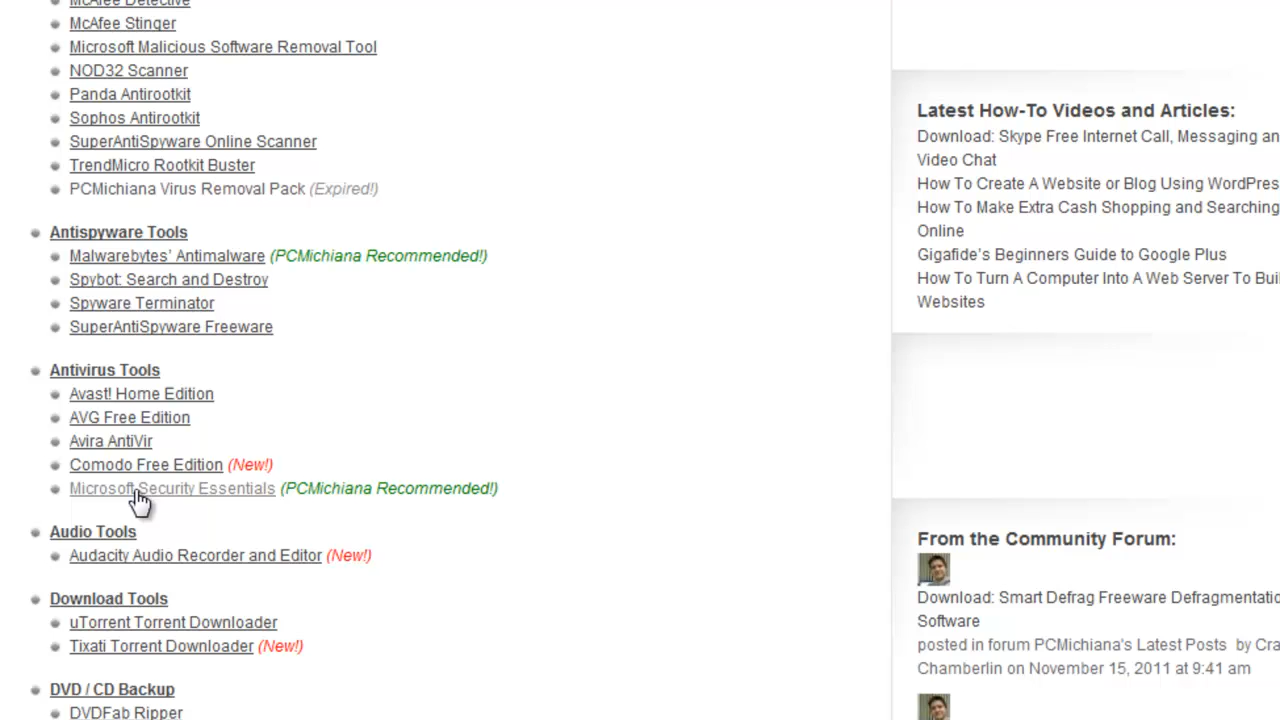 McAfee Detective
McAfee Stinger
Microsoft Malicious Software Removal Tool
NOD32 Scanner
Panda Antirootkit
Sophos Antirootkit
SuperAntiSpyware Online Scanner
TrendMicro Rootkit Buster
PCMichiana Virus Removal Pack (Expired!)
Antispyware Tools
Malwarebytes' Antimalware (PCMichiana Recommended!)
Spybot: Search and Destroy
Spyware Terminator
SuperAntiSpyware Freeware
Antivirus Tools
Avast! Home Edition
AVG Free Edition
Avira AntiVir
Comodo Free Edition (New!)
Microsoft Security Essentials (PCMichiana Recommended!)
Audio Tools
Audacity Audio Recorder and Editor (New!)
Download Tools
uTorrent Torrent Downloader
Tixati Torrent Downloader (New!)
DVD / CD Backup
DVDFab Ripper
Latest How-To Videos and Articles:
Download: Skype Free Internet Call, Messaging an
Video Chat
How To Create A Website or Blog Using WordPres
How To Make Extra Cash Shopping and Searching
Online
Gigafide's Beginners Guide to Google Plus
How To Turn A Computer Into A Web Server To Bui
Websites
From the Community Forum:
Download: Smart Defrag Freeware Defragmentatio
Software
posted in forum PCMichiana's Latest Posts by Cra
Chamberlin on November 15, 2011 at 9:41 am